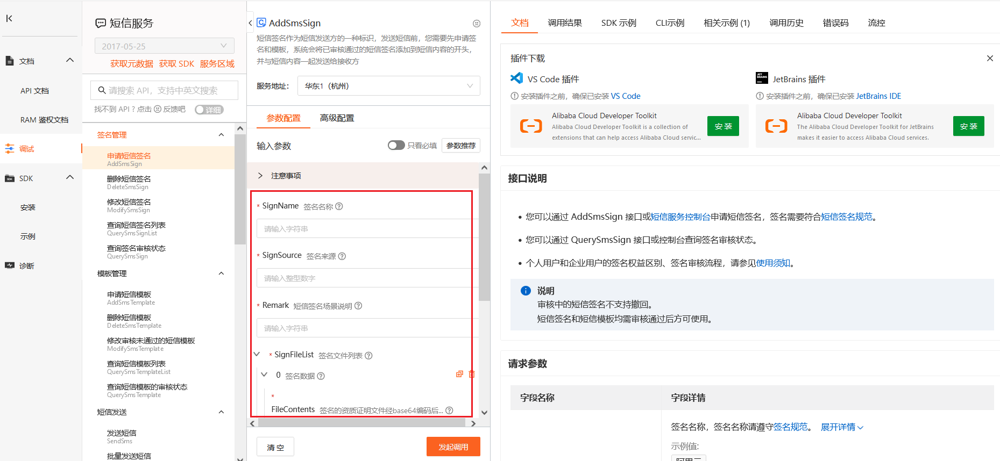 文档
API 文档
RAM 鉴权文档
调试
SDK
安装
示例
诊断
短信服务
2017-05-25
获取元数据 获取 SDK 服务区域
请搜索 API，支持中英文搜索
找不到 API ? 点击 反馈吧 详细
签名管理
申请短信签名
AddSmsSign
删除短信签名
DeleteSmsSign
修改短信签名
ModifySmsSign
查询短信签名列表
QuerySmsSignList
查询签名审核状态
QuerySmsSign
模板管理
申请短信模板
AddSmsTemplate
删除短信模板
DeleteSmsTemplate
修改审核未通过的短信模板
ModifySmsTemplate
查询短信模板列表
QuerySmsTemplateList
查询短信模板的审核状态
QuerySmsTemplate
短信发送
发送短信
SendSms
批量发送短信
AddSmsSign
短信签名作为短信发送方的一种标识，发送短信前，您需要先申请签
名和模板，系统会将已审核通过的短信签名添加到短信内容的开头，
并与短信内容一起发送给接收方
服务地址： 华东1（杭州）
参数配置 高级配置
输入参数 只看必填 参数推荐
注意事项
* SignName 签名名称
请输入字符串
* SignSource 签名来源
请输入整型数字
* Remark 短信签名场景说明
请输入字符串
* SignFileList 签名文件列表
0 签名数据
*
FileContents 签名的资质证明文件经base64编码后...
清 空 发起调用
文档 调用结果 SDK 示例 CLI示例 相关示例 (1) 调用历史 错误码 流控
插件下载
VS Code 插件
安装插件之前，确保已安装 VS Code
Alibaba Cloud Developer Toolkit
Alibaba Cloud Developer Toolkit is a collection of
extensions that can help access Alibaba Cloud servic...
安 装
JetBrains 插件
安装插件之前，确保已安装 JetBrains IDE
Alibaba Cloud Developer Toolkit
The Alibaba Cloud Developer Toolkit for JetBrains
makes it easier to access Alibaba Cloud services.
安 装
接口说明
• 您可以通过 AddSmsSign 接口或短信服务控制台申请短信签名，签名需要符合短信签名规范。
• 您可以通过 QuerySmsSign 接口或控制台查询签名审核状态。
• 个人用户和企业用户的签名权益区别、签名审核流程，请参见使用须知。
说明
审核中的短信签名不支持撤回。
短信签名和短信模板均需审核通过后方可使用。
请求参数
字段名称 字段详情
签名名称，签名名称请遵守签名规范。 展开详情
示例值:
阿里云